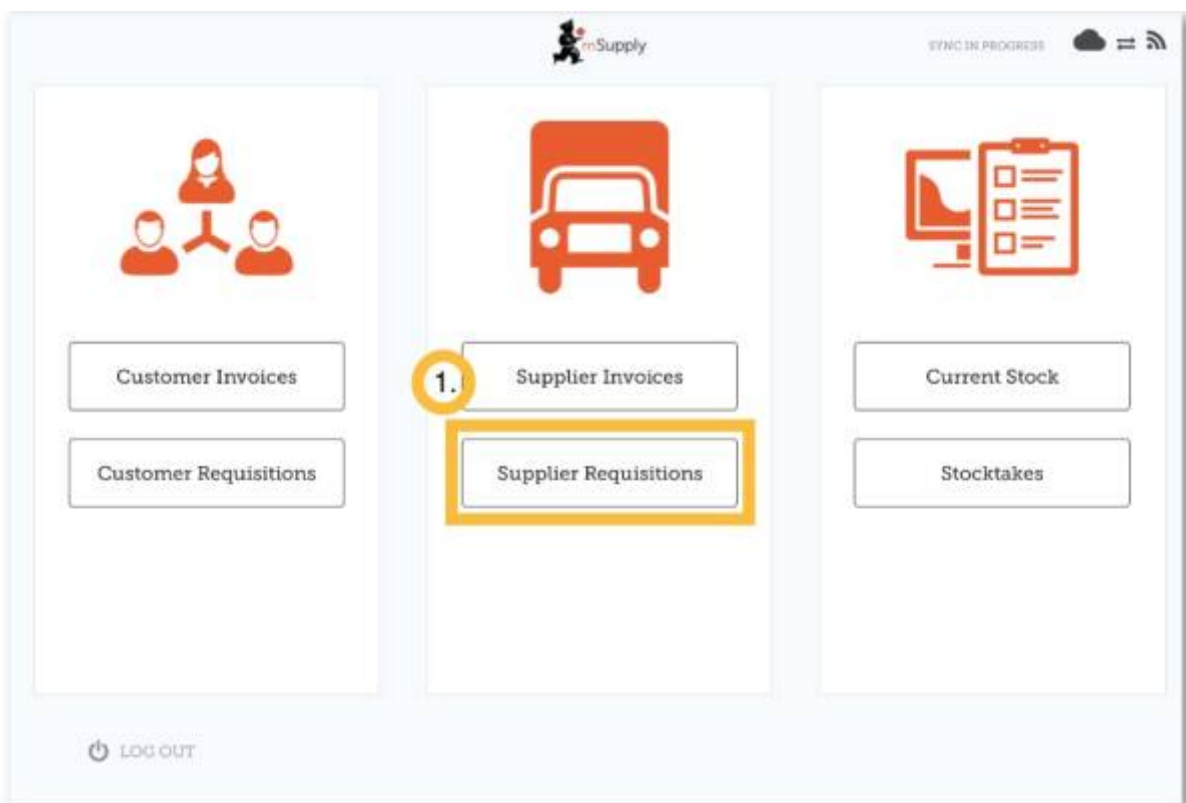 mSupply
SYNC IN PROGRESS
Customer Invoices
Customer Requisitions
1.
Supplier Invoices
Supplier Requisitions
Current Stock
Stocktakes
LOG OUT